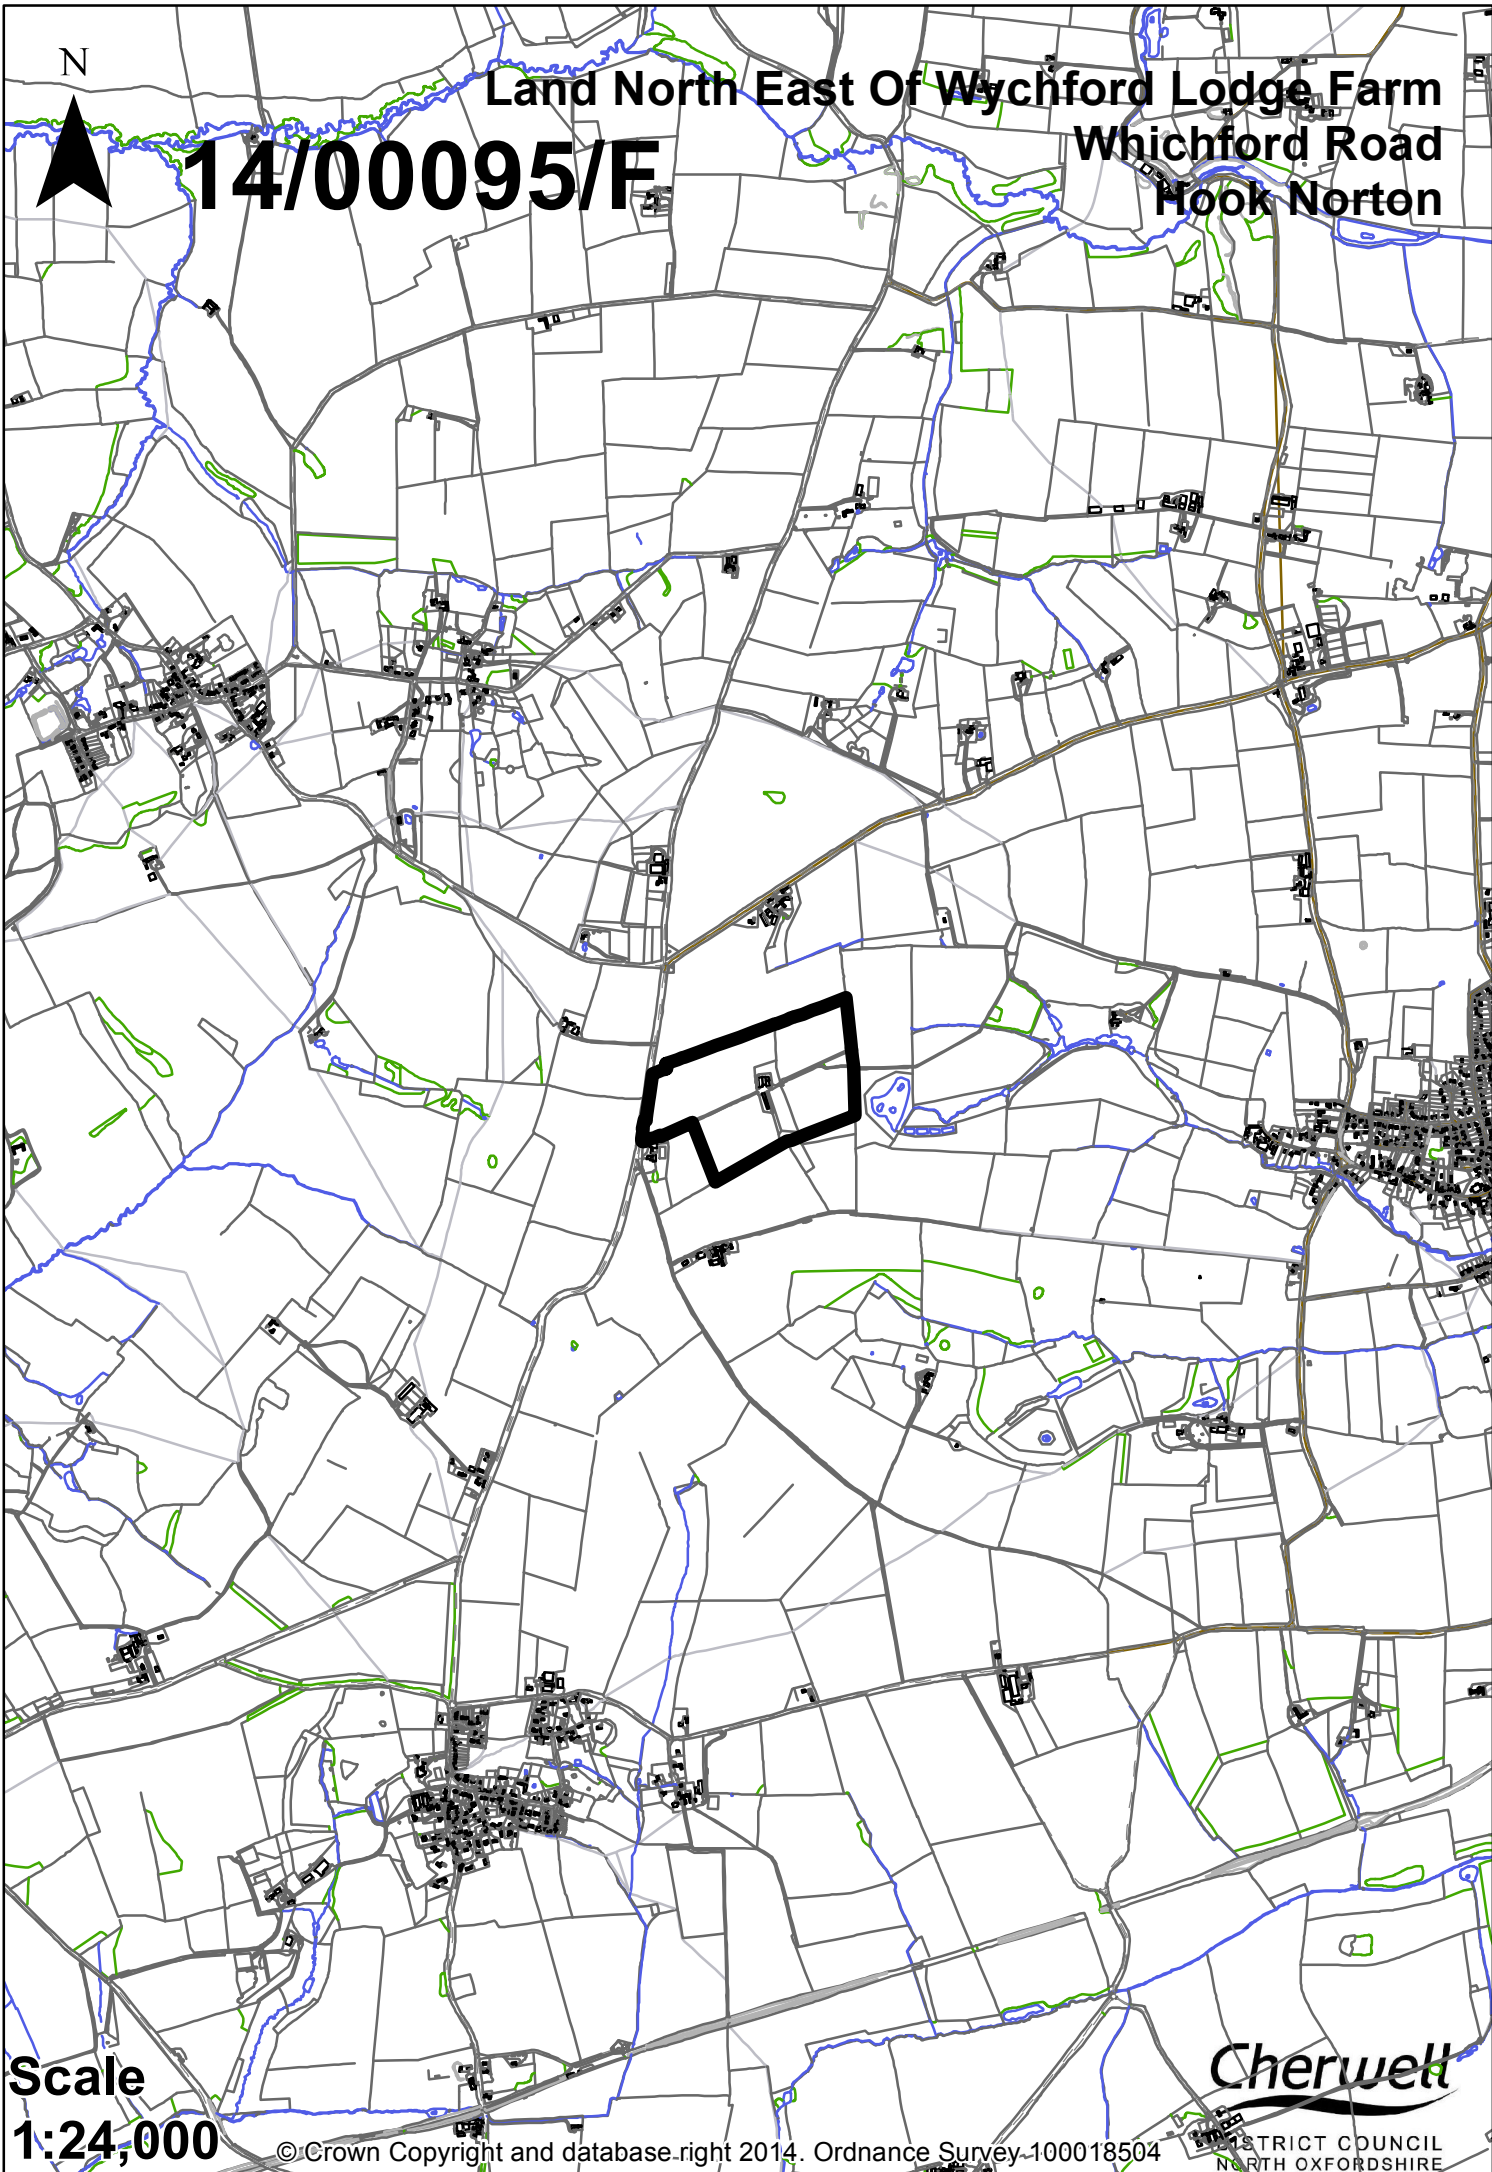 N
Land North East Of Wychford Lodge Farm
Whichford Road
Hook Norton
14/00095/F
Scale
1:24,000
© Crown Copyright and database right 2014. Ordnance Survey 100018504
Cherwell
DISTRICT COUNCIL
NORTH OXFORDSHIRE